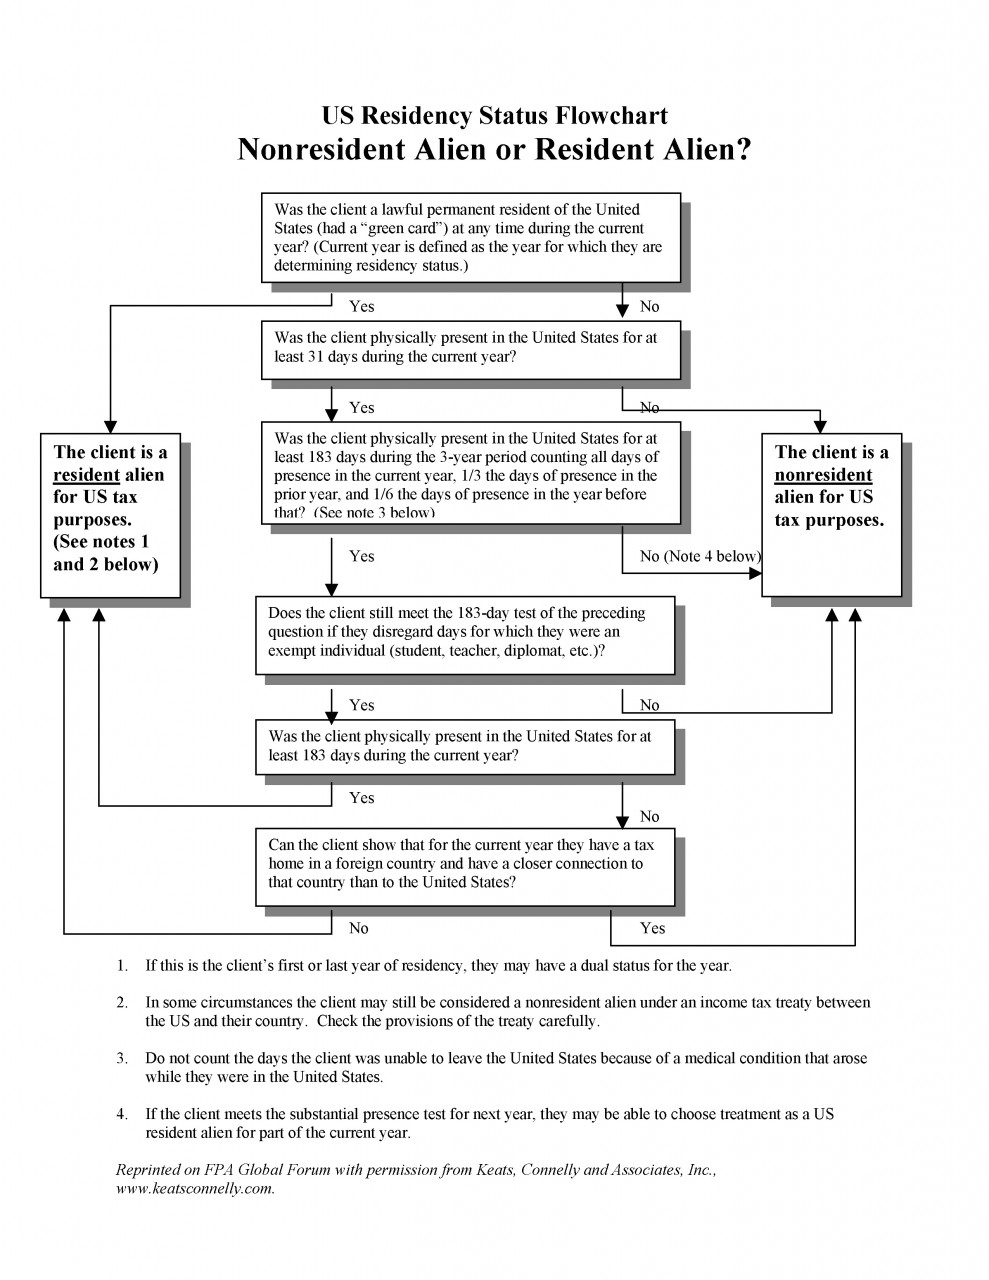 US Residency Status Flowchart
Nonresident Alien or Resident Alien?
Was the client a lawful permanent resident of the United
States (had a “green card”) at any time during the current
year? (Current year is defined as the year for which they are
determining residency status.)
Yes
No
Was the client physically present in the United States for at
least 31 days during the current year?
Yes
No
The client is a
resident alien
for US tax
purposes.
(See notes 1
and 2 below)
Was the client physically present in the United States for at
least 183 days during the 3-year period counting all days of
presence in the current year, 1/3 the days of presence in the
prior year, and 1/6 the days of presence in the year before
that? (See note 3 below)
The client is a
nonresident
alien for US
tax purposes.
Yes
No (Note 4 below)
Does the client still meet the 183-day test of the preceding
question if they disregard days for which they were an
exempt individual (student, teacher, diplomat, etc.)?
Yes
No
Was the client physically present in the United States for at
least 183 days during the current year?
Yes
No
Can the client show that for the current year they have a tax
home in a foreign country and have a closer connection to
that country than to the United States?
No
Yes
1. If this is the client’s first or last year of residency, they may have a dual status for the year.
2. In some circumstances the client may still be considered a nonresident alien under an income tax treaty between
the US and their country. Check the provisions of the treaty carefully.
3. Do not count the days the client was unable to leave the United States because of a medical condition that arose
while they were in the United States.
4. If the client meets the substantial presence test for next year, they may be able to choose treatment as a US
resident alien for part of the current year.
Reprinted on FPA Global Forum with permission from Keats, Connelly and Associates, Inc.,
www.keatsconnelly.com.